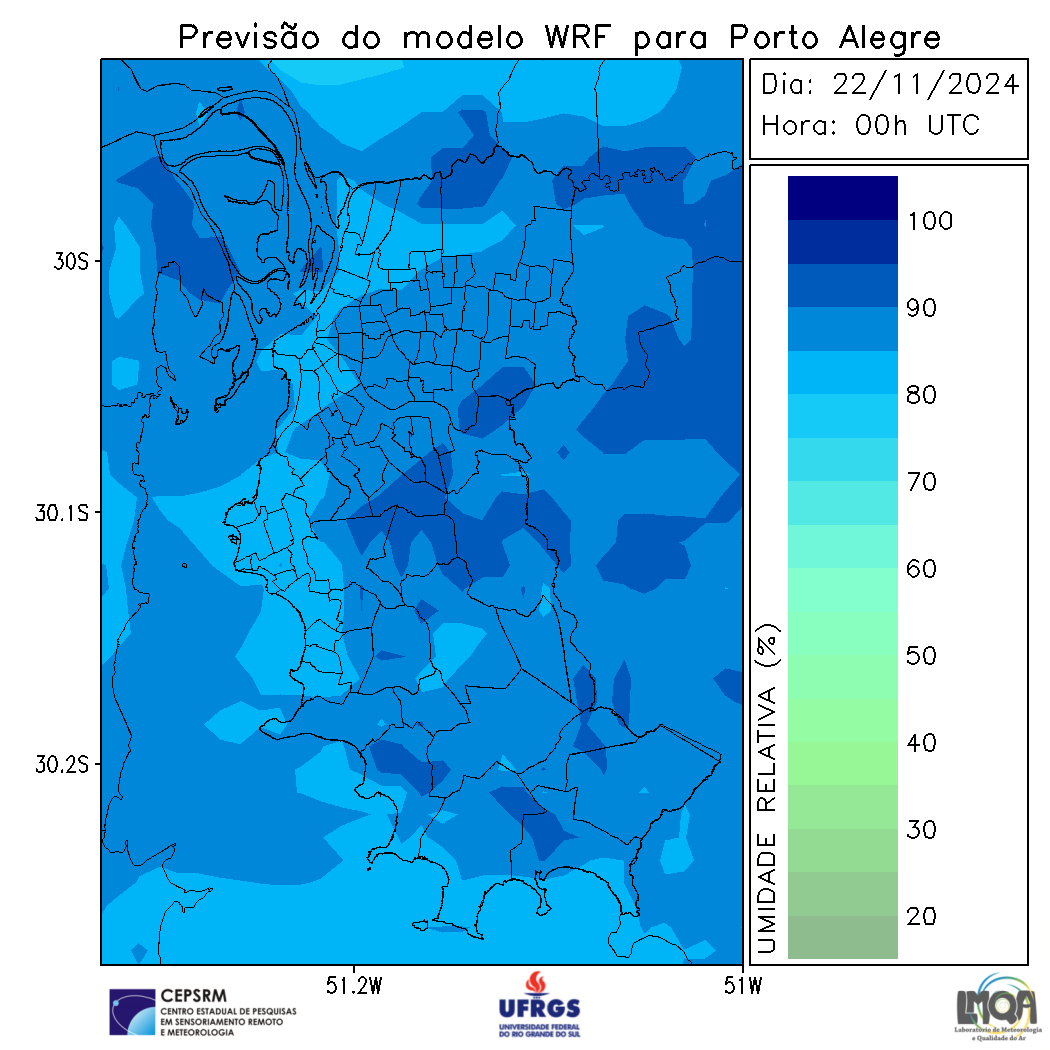 Previsão do modelo WRF para Porto Alegre
Dia: 22/11/2024
Hora: 00h UTC
30S
30.1S
30.2S
51.2W
51W
100
90
80
70
60
50
40
30
20
UMIDADE RELATIVA (%)
CEPSRM
CENTRO ESTADUAL DE PESQUISAS
EM SENSORIAMENTO REMOTO
E METEOROLOGIA
UFRGS
UNIVERSIDADE FEDERAL
DO RIO GRANDE DO SUL
LMQA
Laboratório de Meteorologia
e Qualidade do Ar